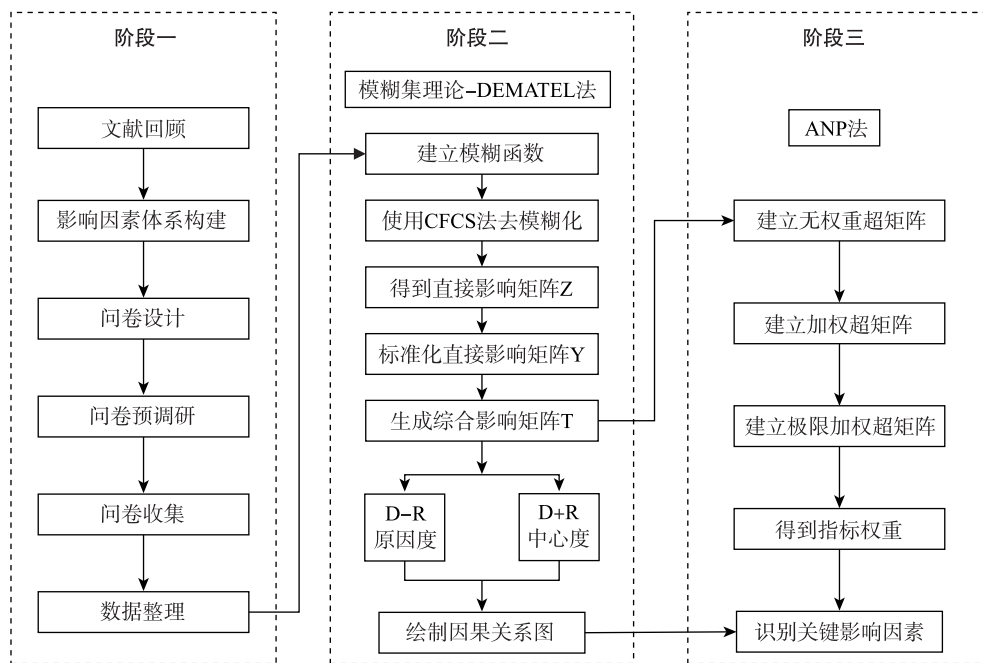 阶段一
文献回顾
影响因素体系构建
问卷设计
问卷预调研
问卷收集
数据整理
阶段二
模糊集理论-DEMATEL法
建立模糊函数
使用CFCS法去模糊化
得到直接影响矩阵Z
标准化直接影响矩阵Y
生成综合影响矩阵T
D-R
原因度
D+R
中心度
绘制因果关系图
阶段三
ANP法
建立无权重超矩阵
建立加权超矩阵
建立极限加权超矩阵
得到指标权重
识别关键影响因素